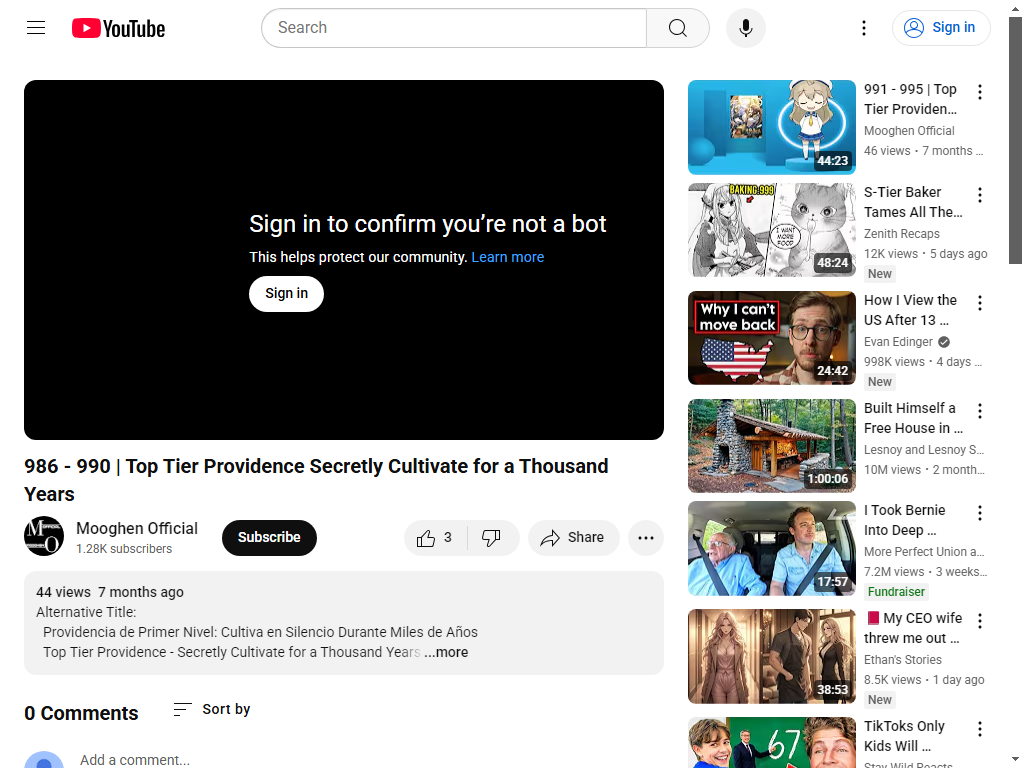 YouTube
Search
Sign in
Sign in to confirm you’re not a bot
This helps protect our community. Learn more
Sign in
986 - 990 | Top Tier Providence Secretly Cultivate for a Thousand
Years
Mooghen Official
1.28K subscribers
Subscribe
3
Share
44 views 7 months ago
Alternative Title:
Providencia de Primer Nivel: Cultiva en Silencio Durante Miles de Años
Top Tier Providence - Secretly Cultivate for a Thousand Years ...more
0 Comments
Sort by
Add a comment...
44:23
991 - 995 | Top
Tier Providen…
Mooghen Official
46 views • 7 months …
BAKING:999
I WANT
MORE
FOOD
48:24
S-Tier Baker
Tames All The…
Zenith Recaps
12K views • 5 days ago
New
Why I can't
move back
24:42
How I View the
US After 13 …
Evan Edinger
998K views • 4 days …
New
1:00:06
Built Himself a
Free House in …
Lesnoy and Lesnoy S…
10M views • 2 month…
17:57
I Took Bernie
Into Deep …
More Perfect Union a…
7.2M views • 3 weeks…
Fundraiser
38:53
My CEO wife
threw me out …
Ethan's Stories
8.5K views • 1 day ago
New
67
TikToks Only
Kids Will …
Stay Wild Reacts